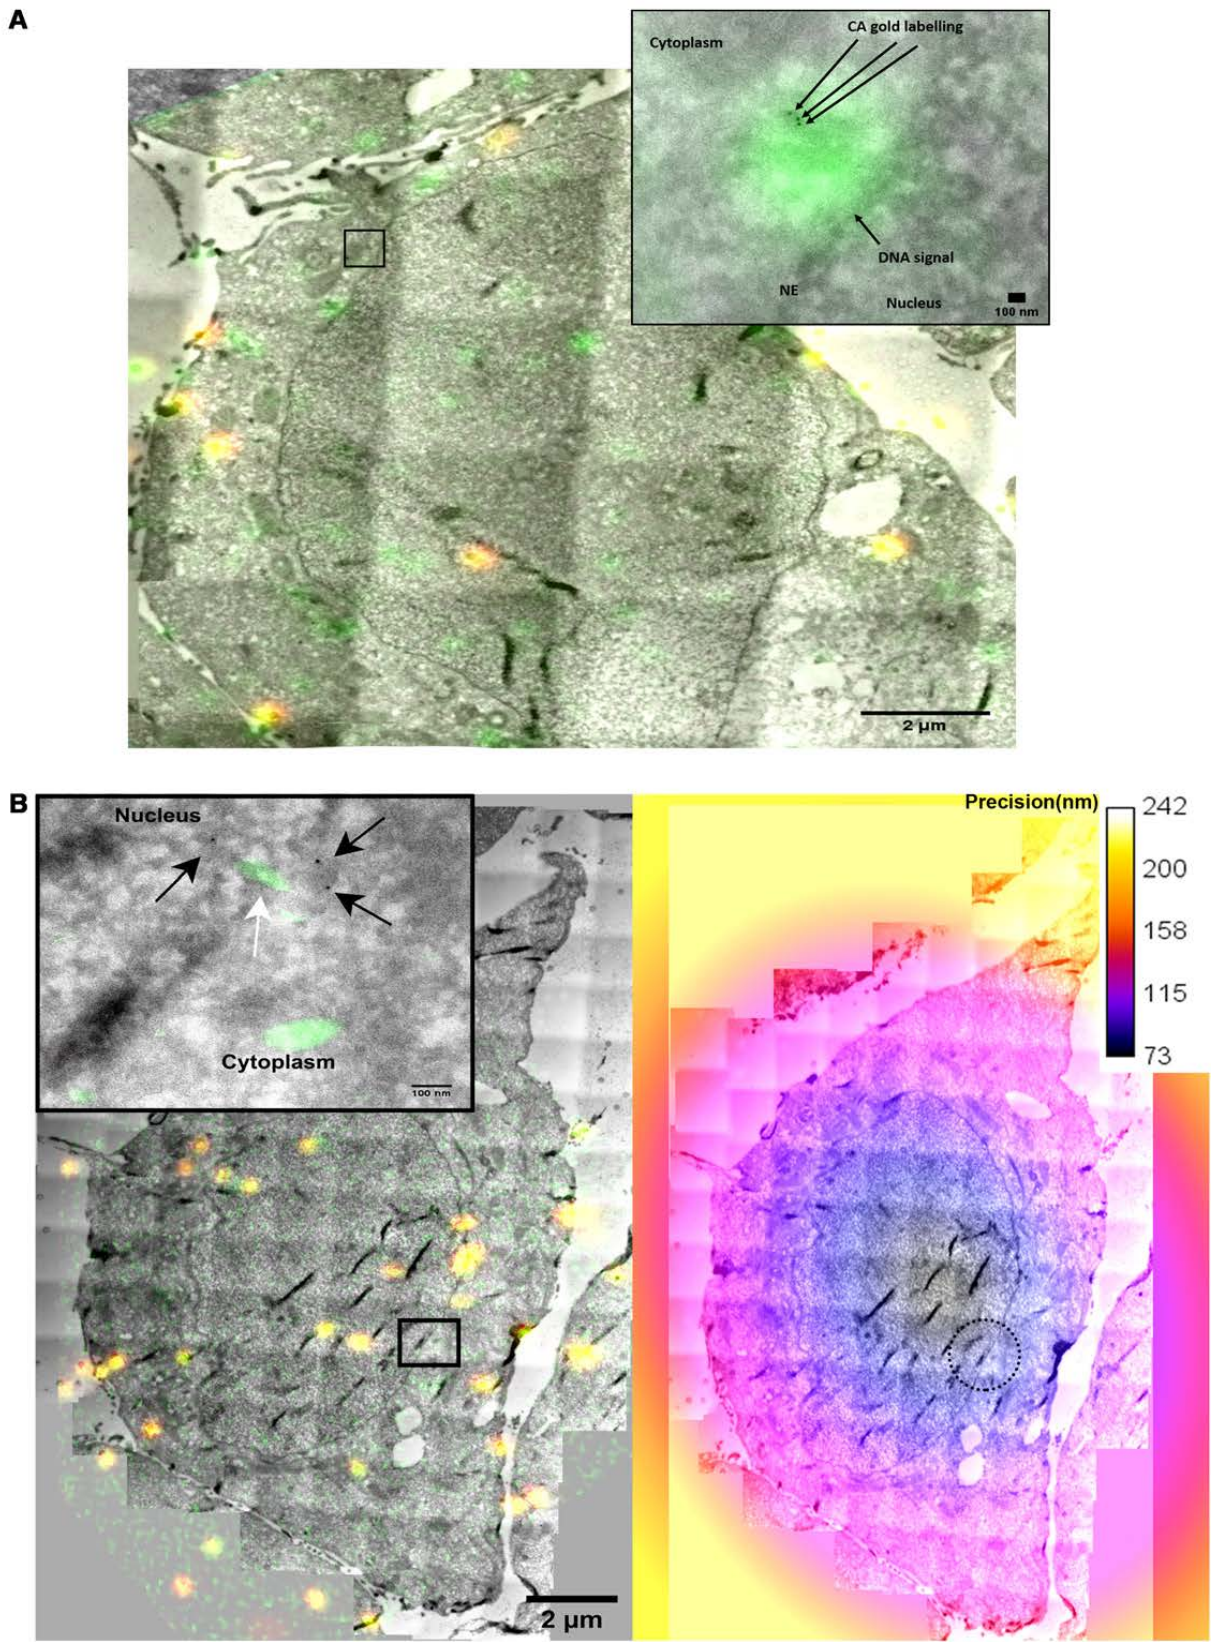 A
CA gold labelling
Cytoplasm
DNA signal
NE
Nucleus
100 nm
2 µm
B
Nucleus
Cytoplasm
100 nm
2 µm
Precision(nm)
242
200
158
115
73